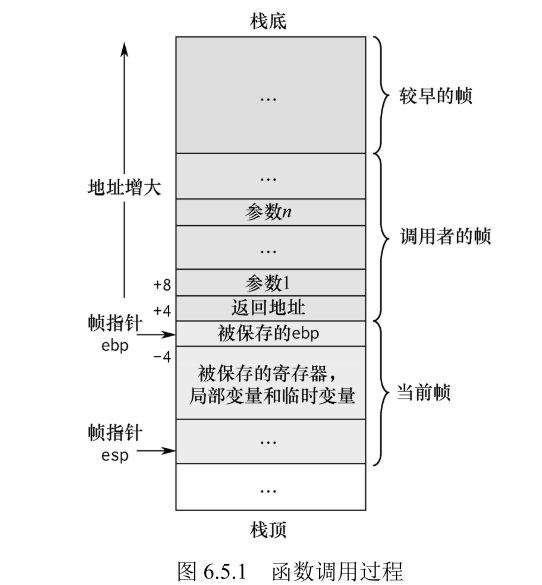 栈底
...
较早的帧
地址增大
...
参数n
...
调用者的帧
+8
参数1
+4
返回地址
帧指针
ebp
被保存的ebp
-4
被保存的寄存器，
局部变量和临时变量
当前帧
帧指针
esp
...
...
栈顶
图 6.5.1 函数调用过程